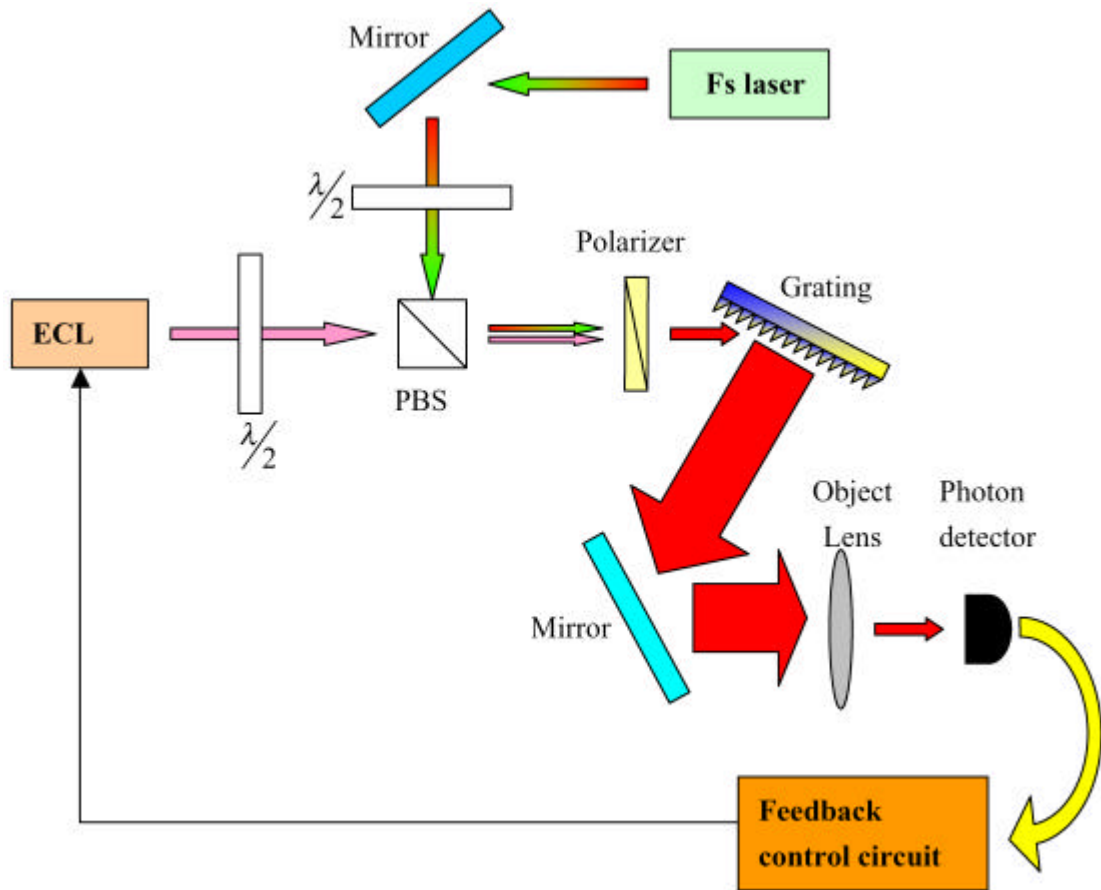 Mirror
Fs laser
λ/2
Polarizer
Grating
ECL
PBS
λ/2
Object
Lens
Photon
detector
Mirror
Feedback
control circuit